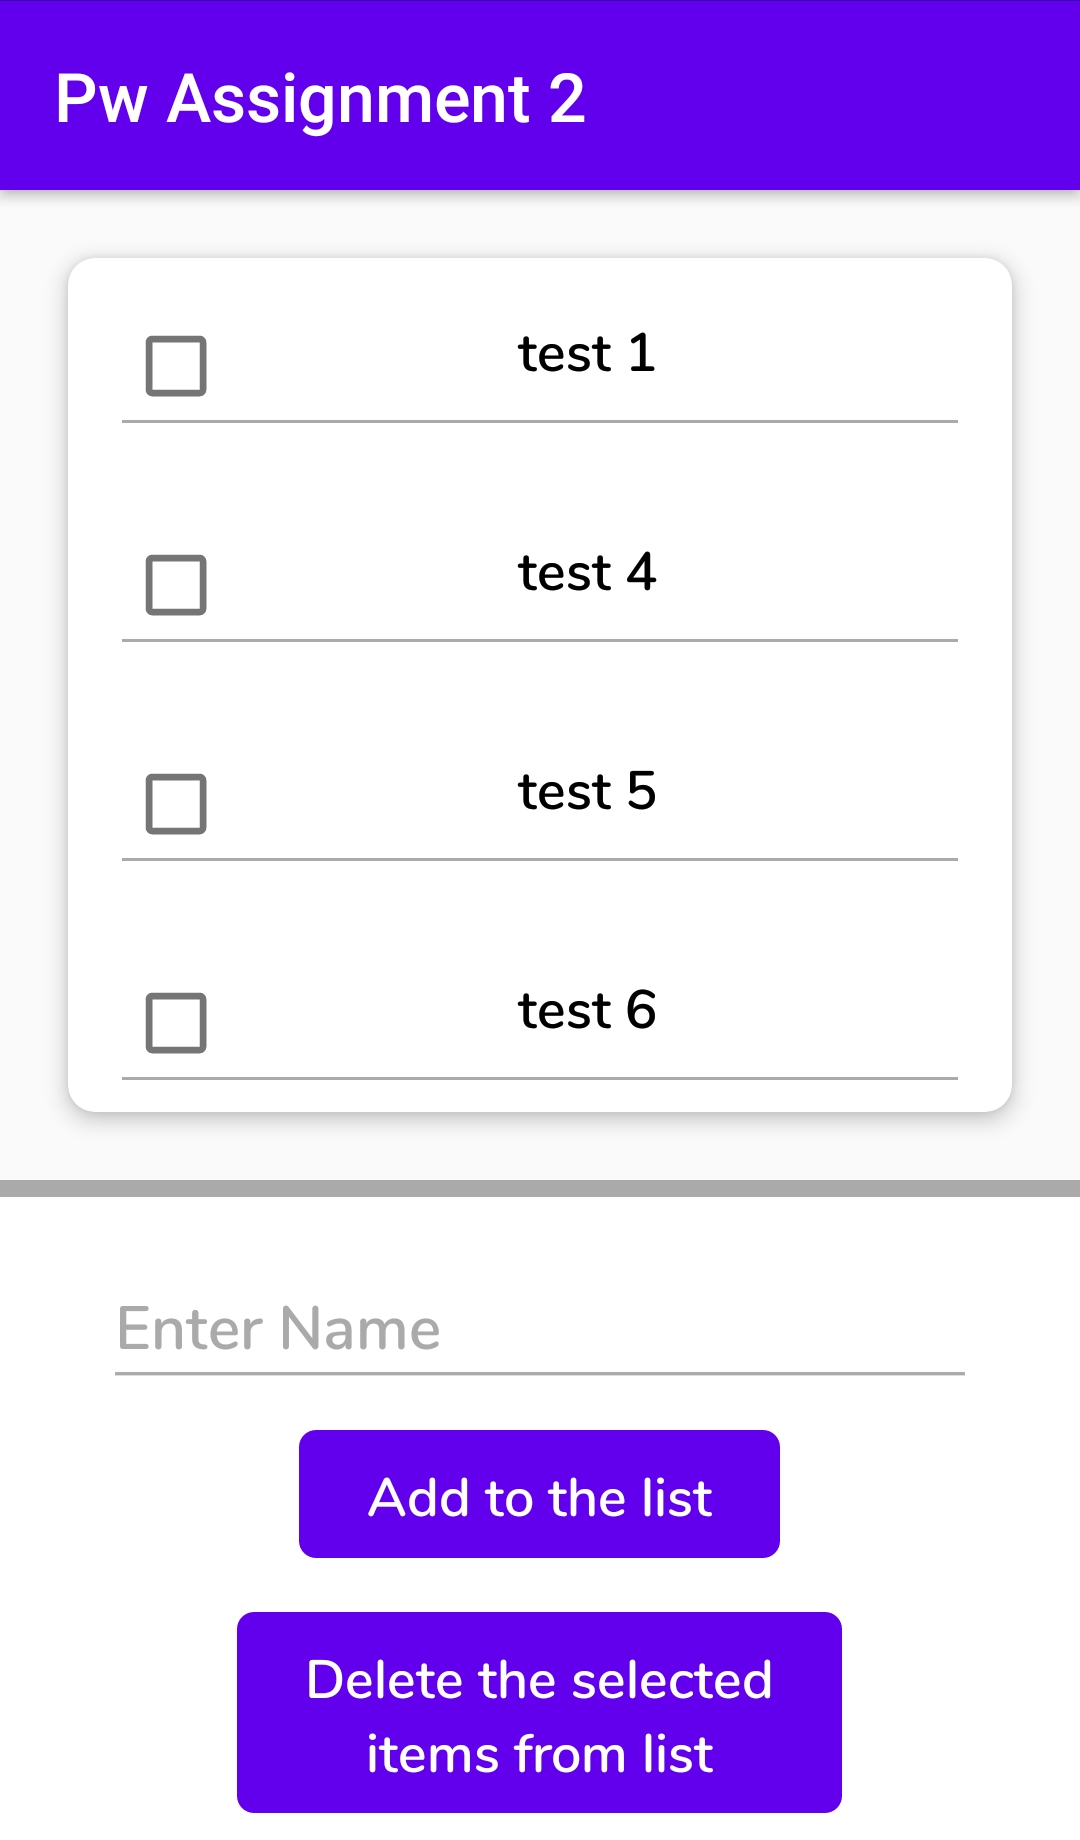 Pw Assignment 2
test 1
test 4
test 5
test 6
Enter Name
Add to the list
Delete the selected
items from list